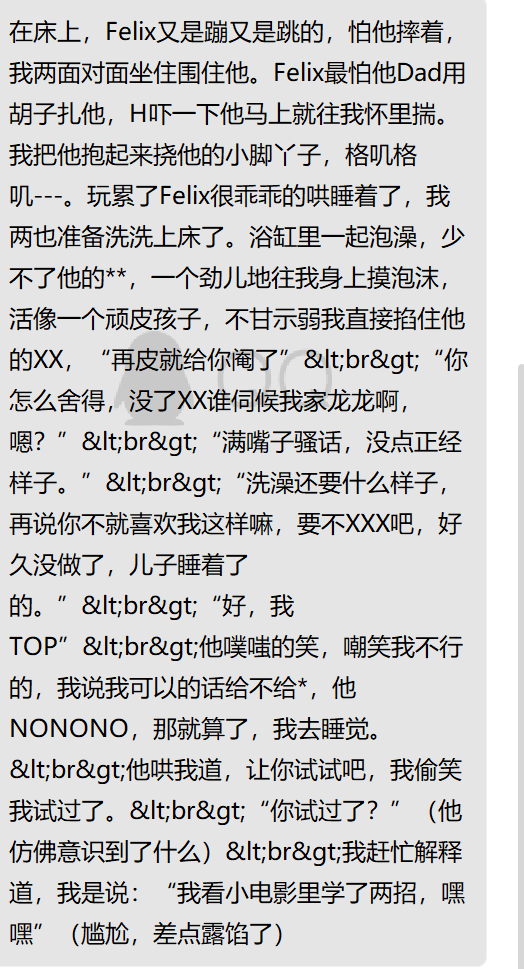 在床上，Felix又是蹦又是跳的，怕他摔着，
我两面对面坐住围住他。Felix最怕他Dad用
胡子扎他，H吓一下他马上就往我怀里揣。
我把他抱起来挠他的小脚丫子，格叽格
叽---。玩累了Felix很乖乖的哄睡着了，我
两也准备洗洗上床了。浴缸里一起泡澡，少
不了他的**，一个劲儿地往我身上摸泡沫，
活像一个顽皮孩子，不甘示弱我直接掐住他
的XX，“再皮就给你阉了”&lt;br&gt;“你
怎么舍得，没了XX谁伺候我家龙龙啊，
嗯？”&lt;br&gt;“满嘴子骚话，没点正经
样子。”&lt;br&gt;“洗澡还要什么样子，
再说你不就喜欢我这样嘛，要不XXX吧，好
久没做了，儿子睡着了
的。”&lt;br&gt;“好，我
TOP”&lt;br&gt;他噗嗤的笑，嘲笑我不行
的，我说我可以的话给不给*，他
NONONO，那就算了，我去睡觉。
&lt;br&gt;他哄我道，让你试试吧，我偷笑
我试过了。&lt;br&gt;“你试过了？”（他
仿佛意识到了什么）&lt;br&gt;我赶忙解释
道，我是说：“我看小电影里学了两招，嘿
嘿”（尴尬，差点露馅了）
QQ